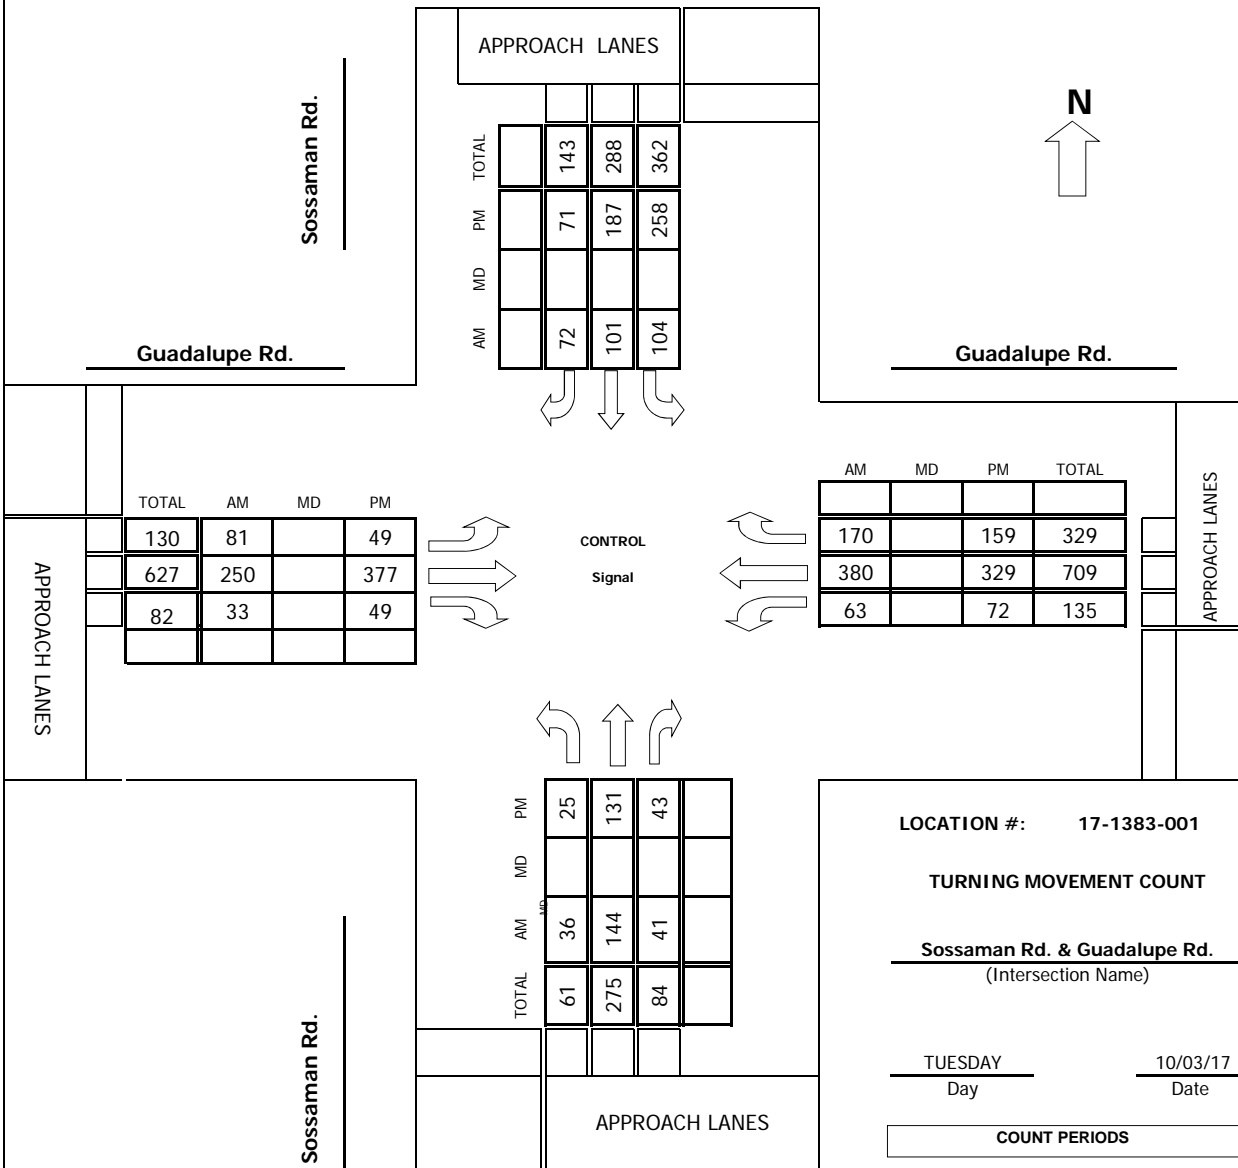 APPROACH LANES
N
Sossaman Rd.
TOTAL 143 288 362
PM 71 187 258
MD
AM 72 101 104
Guadalupe Rd.
Guadalupe Rd.
TOTAL AM MD PM
130 81 49
627 250 377
82 33 49
APPROACH LANES
CONTROL
Signal
AM MD PM TOTAL
170 159 329
380 329 709
63 72 135
APPROACH LANES
PM 25 131 43
MD
MD
AM 36 144 41
TOTAL 61 275 84
Sossaman Rd.
APPROACH LANES
LOCATION #: 17-1383-001
TURNING MOVEMENT COUNT
Sossaman Rd. & Guadalupe Rd.
(Intersection Name)
TUESDAY 10/03/17
Day Date
COUNT PERIODS